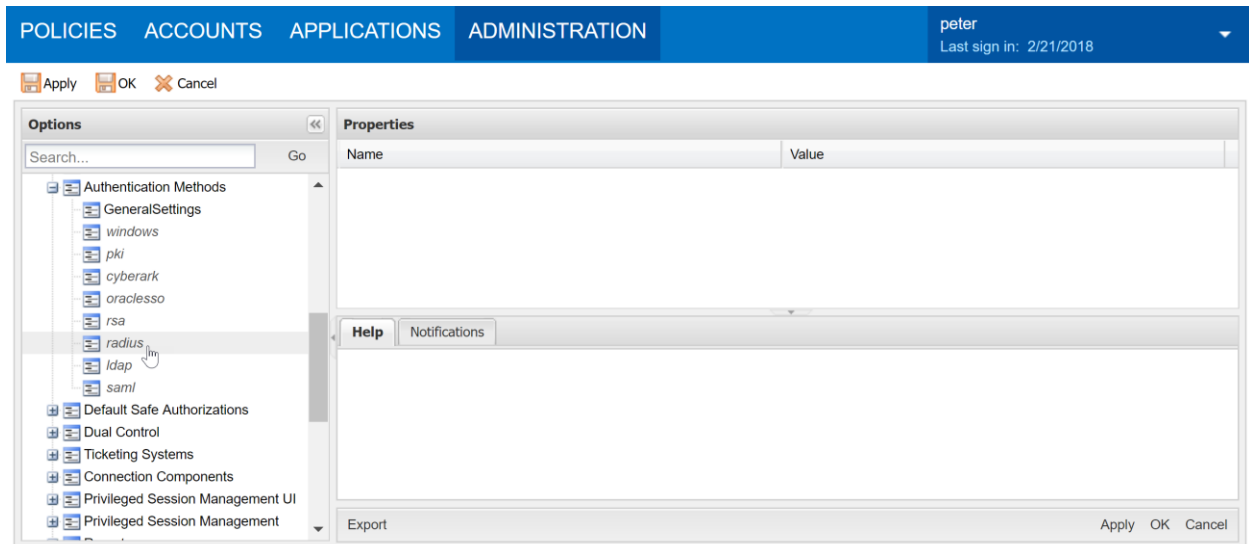 POLICIES ACCOUNTS APPLICATIONS ADMINISTRATION peter
Last sign in: 2/21/2018
Apply OK Cancel
Options
Search... Go
Authentication Methods
GeneralSettings
windows
pki
cyberark
oraclesso
rsa
radius
ldap
saml
Default Safe Authorizations
Dual Control
Ticketing Systems
Connection Components
Privileged Session Management UI
Privileged Session Management
Properties
Name Value
Help Notifications
Export Apply OK Cancel